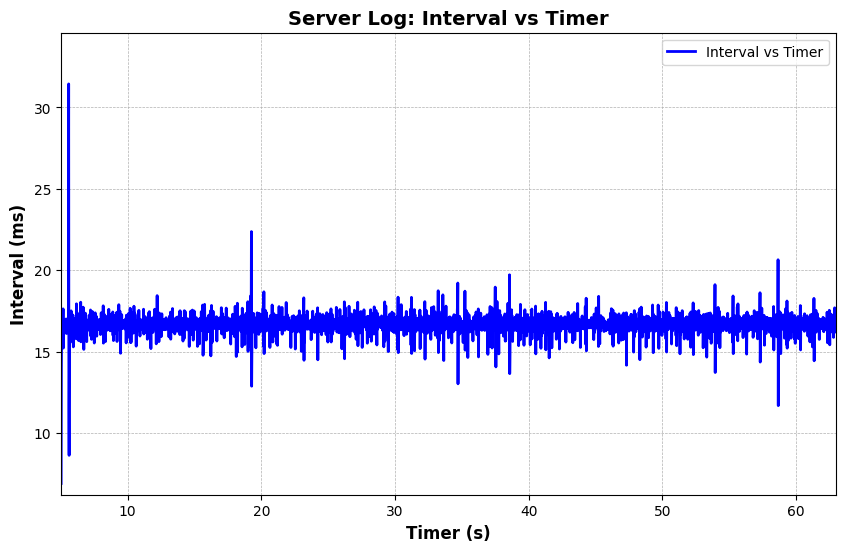 Server Log: Interval vs Timer
Interval vs Timer
30
25
20
15
10
Interval (ms)
10 20 30 40 50 60
Timer (s)